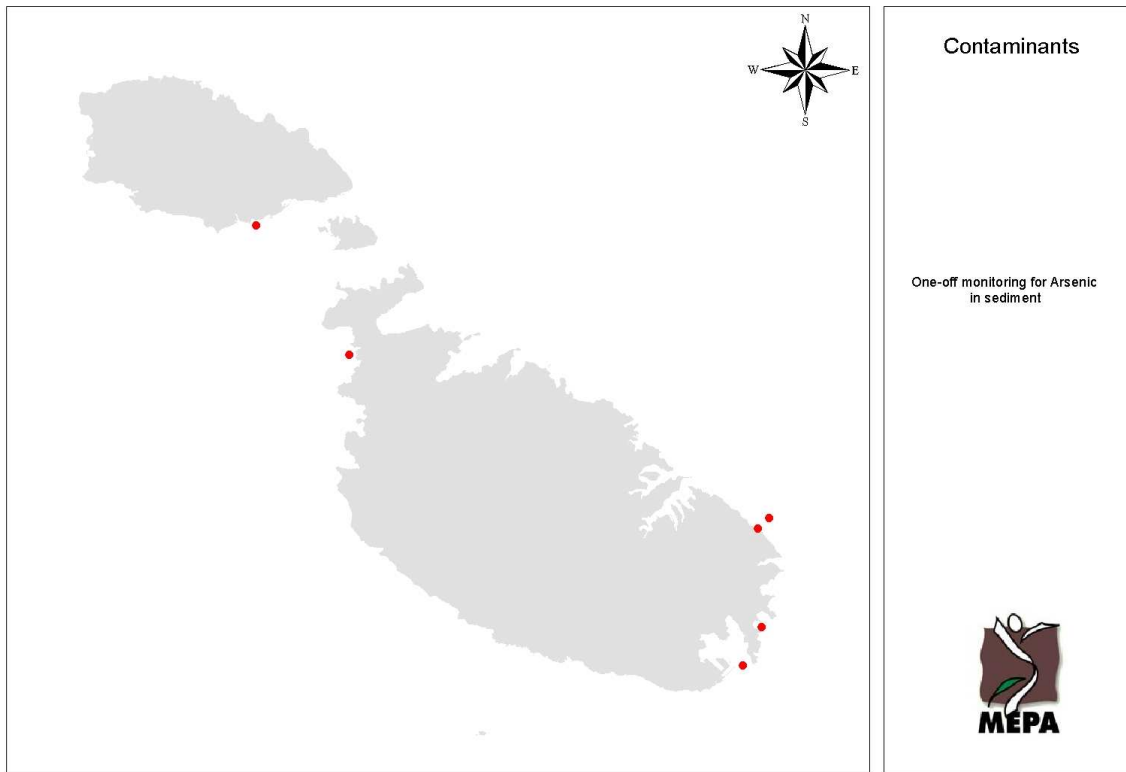 N
W E
S
Contaminants
One-off monitoring for Arsenic
in sediment
MEPA